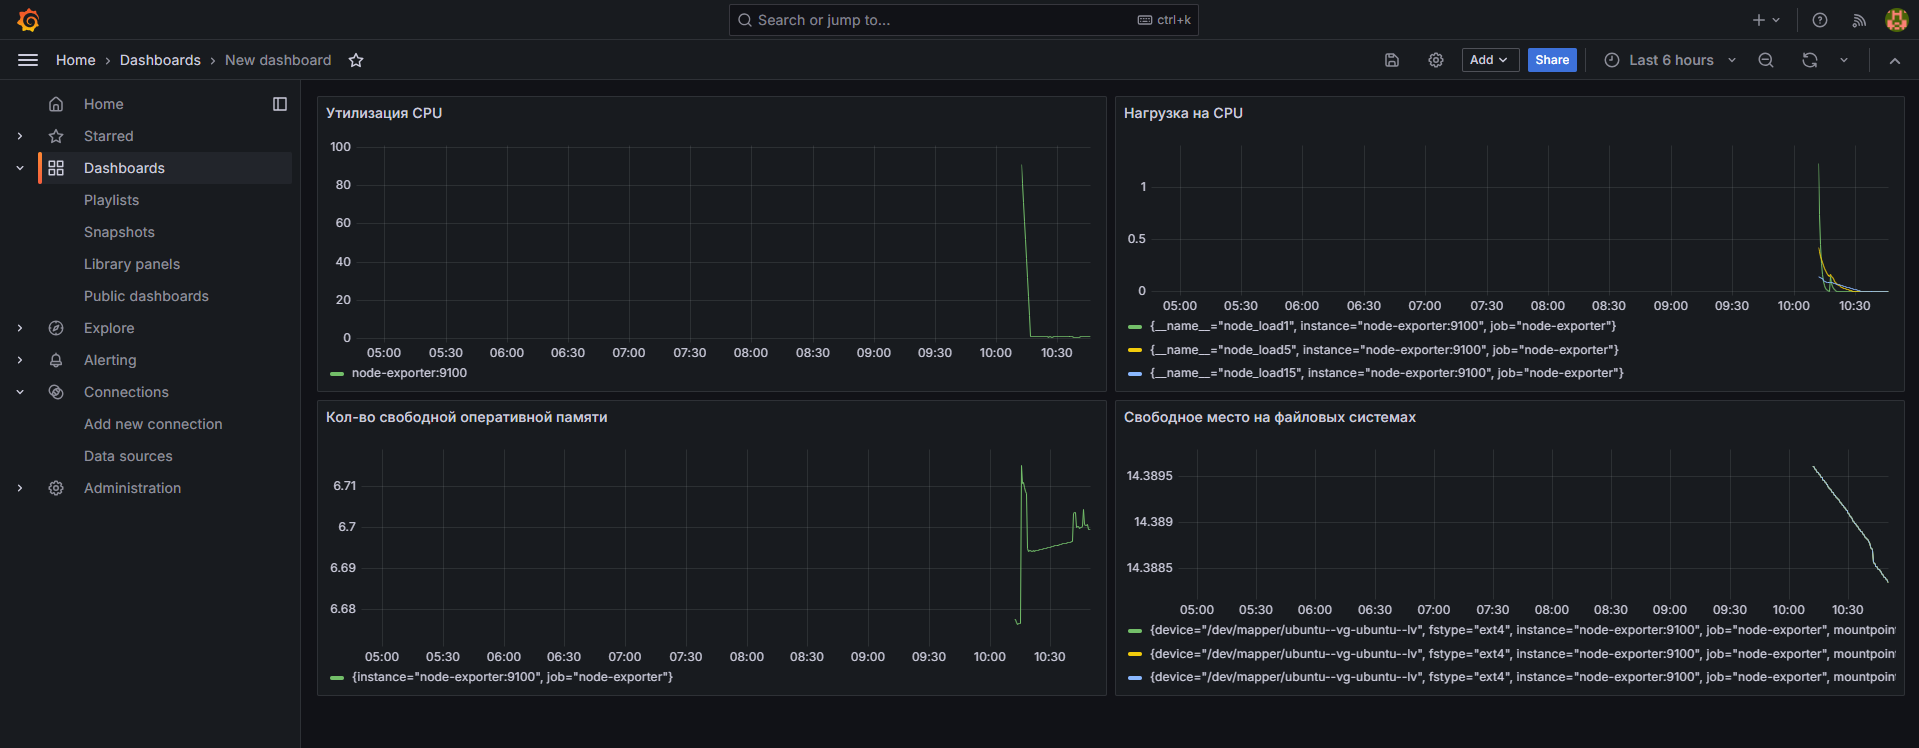 Search or jump to...
ctrl+k
Home
Dashboards
New dashboard
Add
Share
Last 6 hours
Home
Starred
Dashboards
Playlists
Snapshots
Library panels
Public dashboards
Explore
Alerting
Connections
Add new connection
Data sources
Administration
Утилизация CPU
100
80
60
40
20
0
05:00 05:30 06:00 06:30 07:00 07:30 08:00 08:30 09:00 09:30 10:00 10:30
node-exporter:9100
Нагрузка на CPU
1
0.5
0
05:00 05:30 06:00 06:30 07:00 07:30 08:00 08:30 09:00 09:30 10:00 10:30
{__name__="node_load1", instance="node-exporter:9100", job="node-exporter"}
{__name__="node_load5", instance="node-exporter:9100", job="node-exporter"}
{__name__="node_load15", instance="node-exporter:9100", job="node-exporter"}
Кол-во свободной оперативной памяти
6.71
6.7
6.69
6.68
05:00 05:30 06:00 06:30 07:00 07:30 08:00 08:30 09:00 09:30 10:00 10:30
{instance="node-exporter:9100", job="node-exporter"}
Свободное место на файловых системах
14.3895
14.389
14.3885
05:00 05:30 06:00 06:30 07:00 07:30 08:00 08:30 09:00 09:30 10:00 10:30
{device="/dev/mapper/ubuntu--vg-ubuntu--lv", fstype="ext4", instance="node-exporter:9100", job="node-exporter", mountpoin
{device="/dev/mapper/ubuntu--vg-ubuntu--lv", fstype="ext4", instance="node-exporter:9100", job="node-exporter", mountpoin
{device="/dev/mapper/ubuntu--vg-ubuntu--lv", fstype="ext4", instance="node-exporter:9100", job="node-exporter", mountpoin